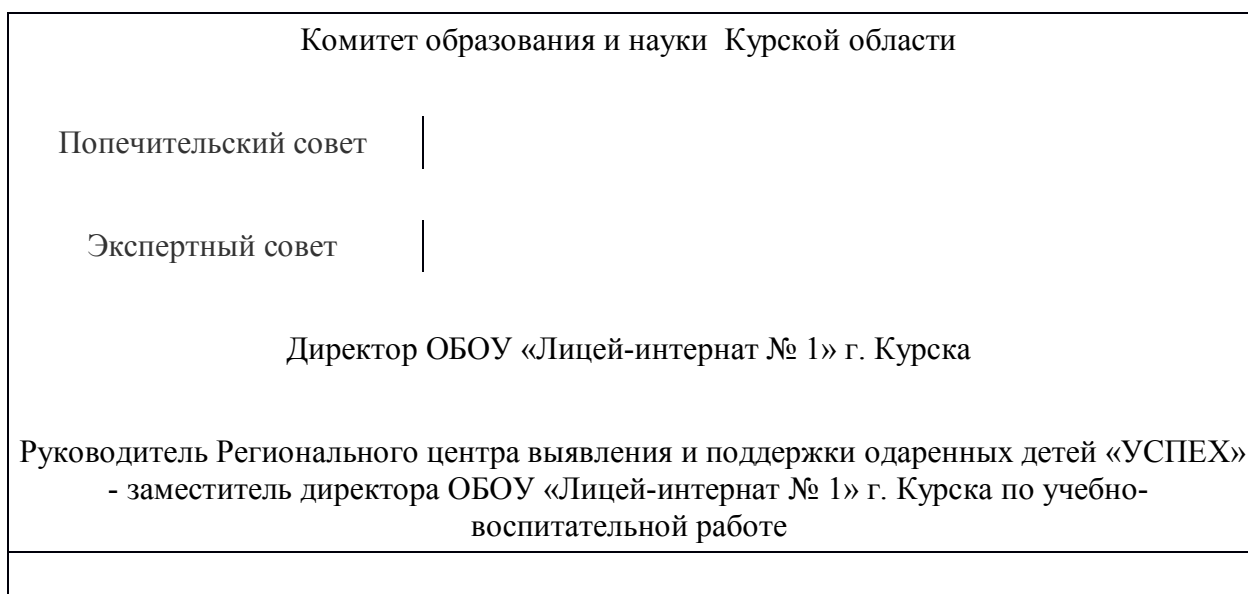 Комитет образования и науки Курской области
Попечительский совет
Экспертный совет
Директор ОБОУ «Лицей-интернат № 1» г. Курска
Руководитель Регионального центра выявления и поддержки одаренных детей «УСПЕХ»
- заместитель директора ОБОУ «Лицей-интернат № 1» г. Курска по учебно-
воспитательной работе